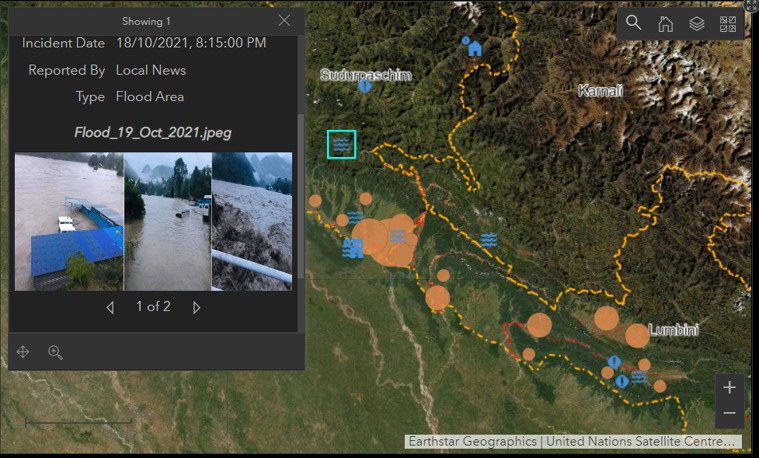 Showing 1
Incident Date 18/10/2021, 8:15:00 PM
Reported By Local News
Type Flood Area
Flood_19_Oct_2021.jpeg
1 of 2
Sudurpaschim
Karnali
Lumbini
Earthstar Geographics | United Nations Satellite Centre...